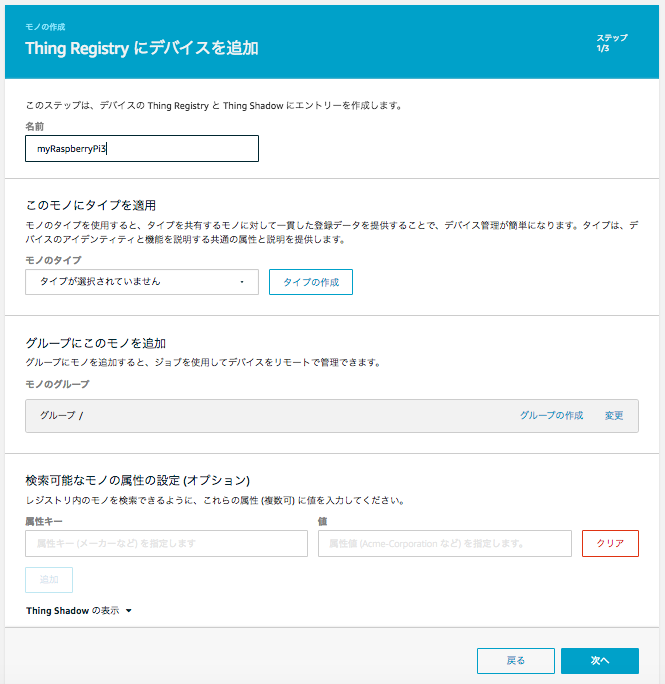 モノの作成
Thing Registry にデバイスを追加
ステップ
1/3
このステップは、デバイスの Thing Registry と Thing Shadow にエントリーを作成します。
名前
myRaspberryPi3
このモノにタイプを適用
モノのタイプを使用すると、タイプを共有するモノに対して一貫した登録データを提供することで、デバイス管理が簡単になります。タイプは、デ
バイスのアイデンティティと機能を説明する共通の属性と説明を提供します。
モノのタイプ
タイプが選択されていません
タイプの作成
グループにこのモノを追加
グループにモノを追加すると、ジョブを使用してデバイスをリモートで管理できます。
モノのグループ
グループ /
グループの作成
変更
検索可能なモノの属性の設定 (オプション)
レジストリ内のモノを検索できるように、これらの属性 (複数可) に値を入力してください。
属性キー
値
属性キー (メーカーなど) を指定します
属性値 (Acme-Corporation など) を指定します。
クリア
追加
Thing Shadow の表示
戻る
次へ